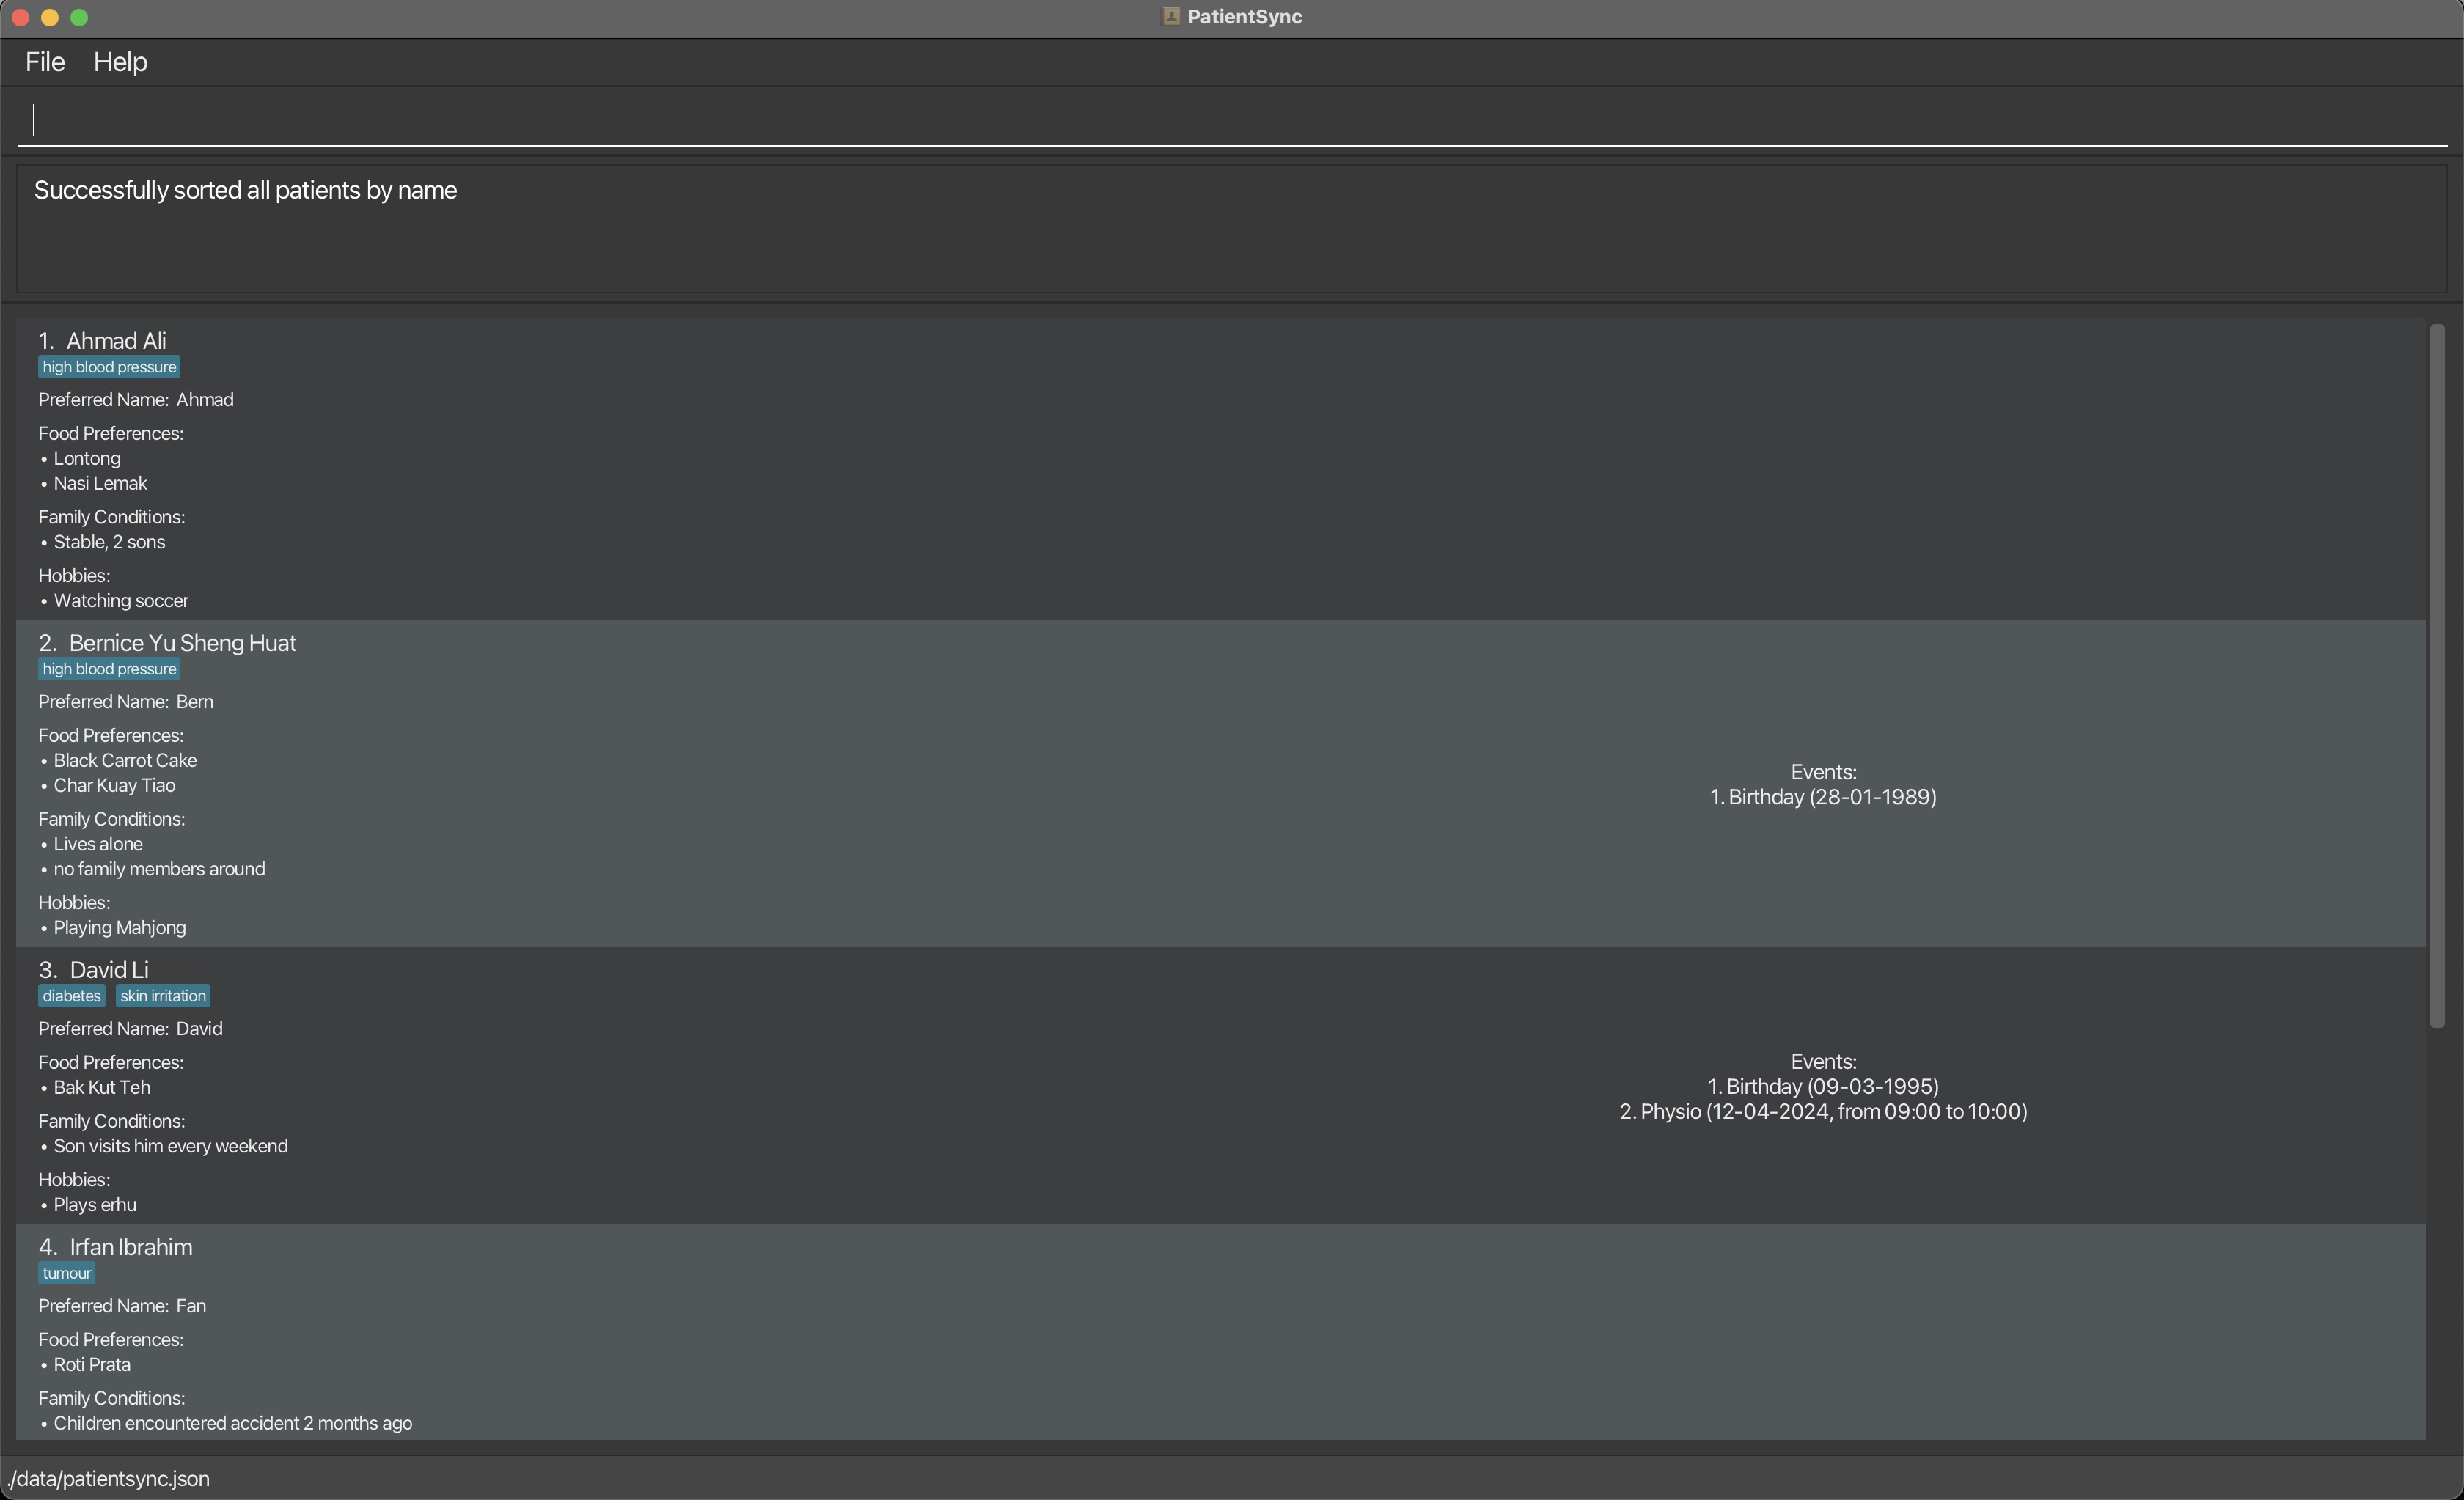 PatientSync
File Help
Successfully sorted all patients by name
1. Ahmad Ali
high blood pressure
Preferred Name: Ahmad
Food Preferences:
• Lontong
• Nasi Lemak
Family Conditions:
• Stable, 2 sons
Hobbies:
• Watching soccer
2. Bernice Yu Sheng Huat
high blood pressure
Preferred Name: Bern
Food Preferences:
• Black Carrot Cake
• Char Kuay Tiao
Family Conditions:
• Lives alone
• no family members around
Hobbies:
• Playing Mahjong
Events:
1. Birthday (28-01-1989)
3. David Li
diabetes skin irritation
Preferred Name: David
Food Preferences:
• Bak Kut Teh
Family Conditions:
• Son visits him every weekend
Hobbies:
• Plays erhu
Events:
1. Birthday (09-03-1995)
2. Physio (12-04-2024, from 09:00 to 10:00)
4. Irfan Ibrahim
tumour
Preferred Name: Fan
Food Preferences:
• Roti Prata
Family Conditions:
• Children encountered accident 2 months ago
./data/patientsync.json